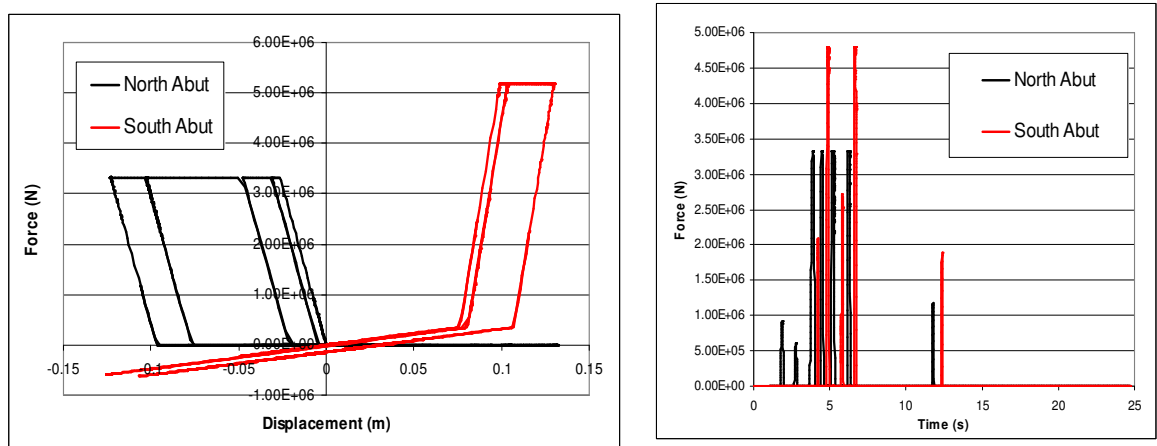 6.00E+06
North Abut
South Abut
5.00E+06
4.00E+06
3.00E+06
2.00E+06
1.00E+06
0.00E+00
-0.15
-0.1
-0.05
0
0.05
0.1
0.15
-1.00E+06
Force (N)
Displacement (m)
5.00E+06
4.50E+06
4.00E+06
3.50E+06
3.00E+06
2.50E+06
2.00E+06
1.50E+06
1.00E+06
5.00E+05
0.00E+00
North Abut
South Abut
0
5
10
15
20
25
Force (N)
Time (s)